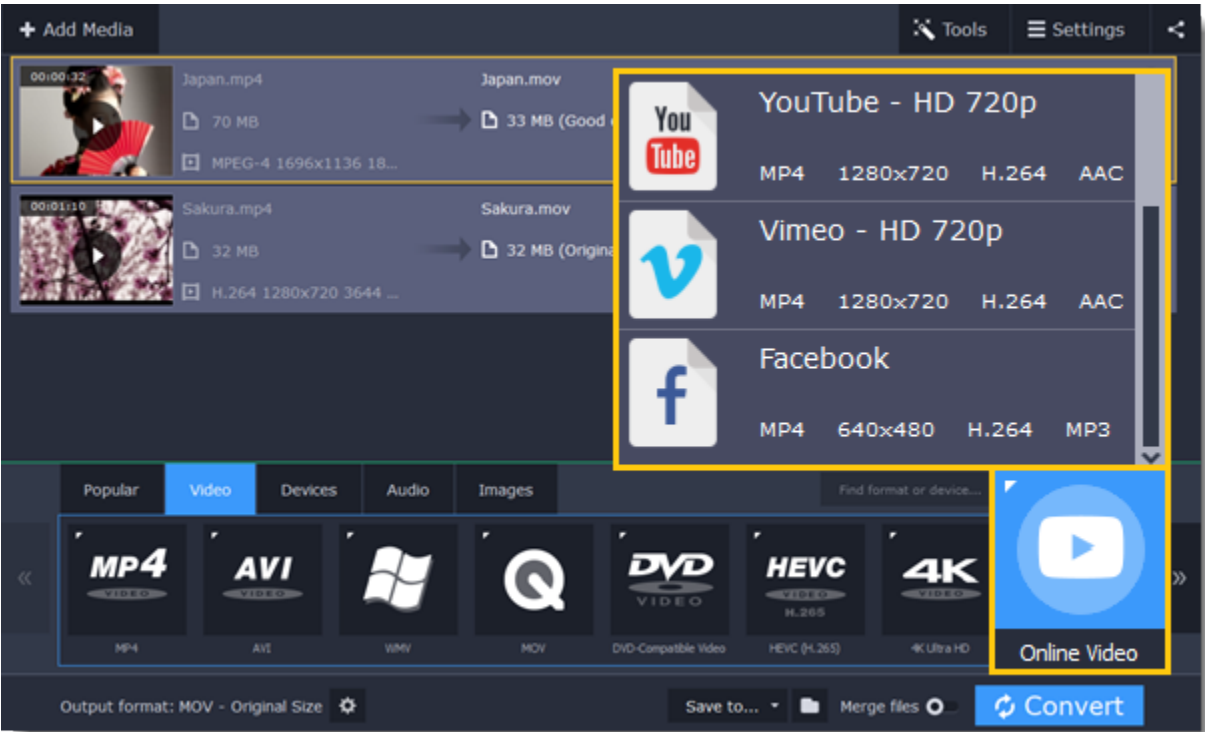 Add Media
Tools
Settings
00:00:32
Japan.mp4
70 MB
MPEG-4 1696x1136 18...
Japan.mov
33 MB (Good
00:01:10
Sakura.mp4
32 MB
H.264 1280x720 3644 ...
Sakura.mov
32 MB (Origina
You
Tube
YouTube - HD 720p
MP4 1280x720 H.264 AAC
Vimeo - HD 720p
MP4 1280x720 H.264 AAC
Facebook
MP4 640x480 H.264 MP3
Popular Video Devices Audio Images
Find format or device...
MP4
VIDEO
MP4
AVI
VIDEO
AVI
WMV
MOV
DVD
VIDEO
DVD-Compatible Video
HEVC
VIDEO
H.265
HEVC (H.265)
4K
VIDEO
4K Ultra HD
Online Video
Output format: MOV - Original Size
Save to...
Merge files
Convert